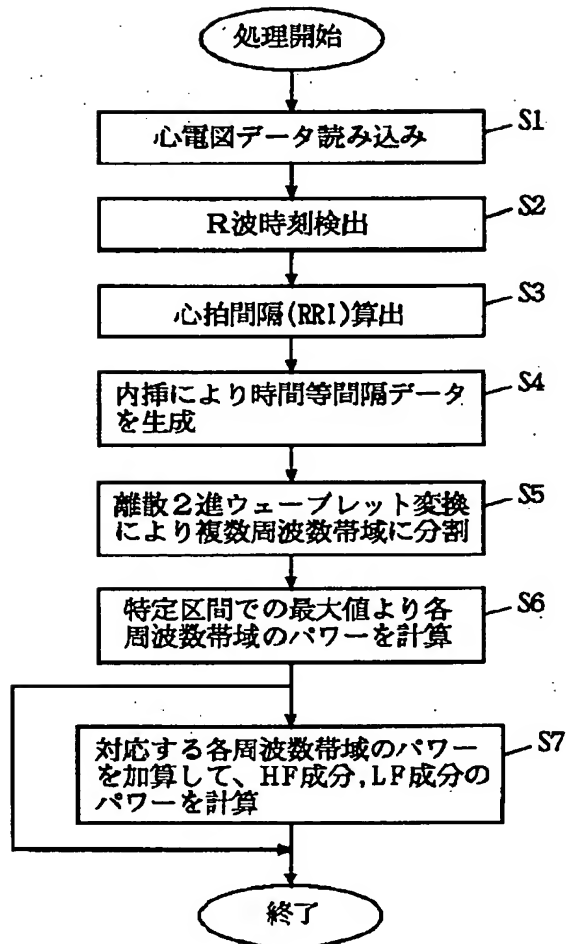 処理開始
心電図データ読み込み
S1
R波時刻検出
S2
心拍間隔(RRI)算出
S3
内挿により時間等間隔データ
を生成
S4
離散2進ウェーブレット変換
により複数周波数帯域に分割
S5
特定区間での最大値より各
周波数帯域のパワーを計算
S6
対応する各周波数帯域のパワー
を加算して、HF成分,LF成分の
パワーを計算
S7
終了